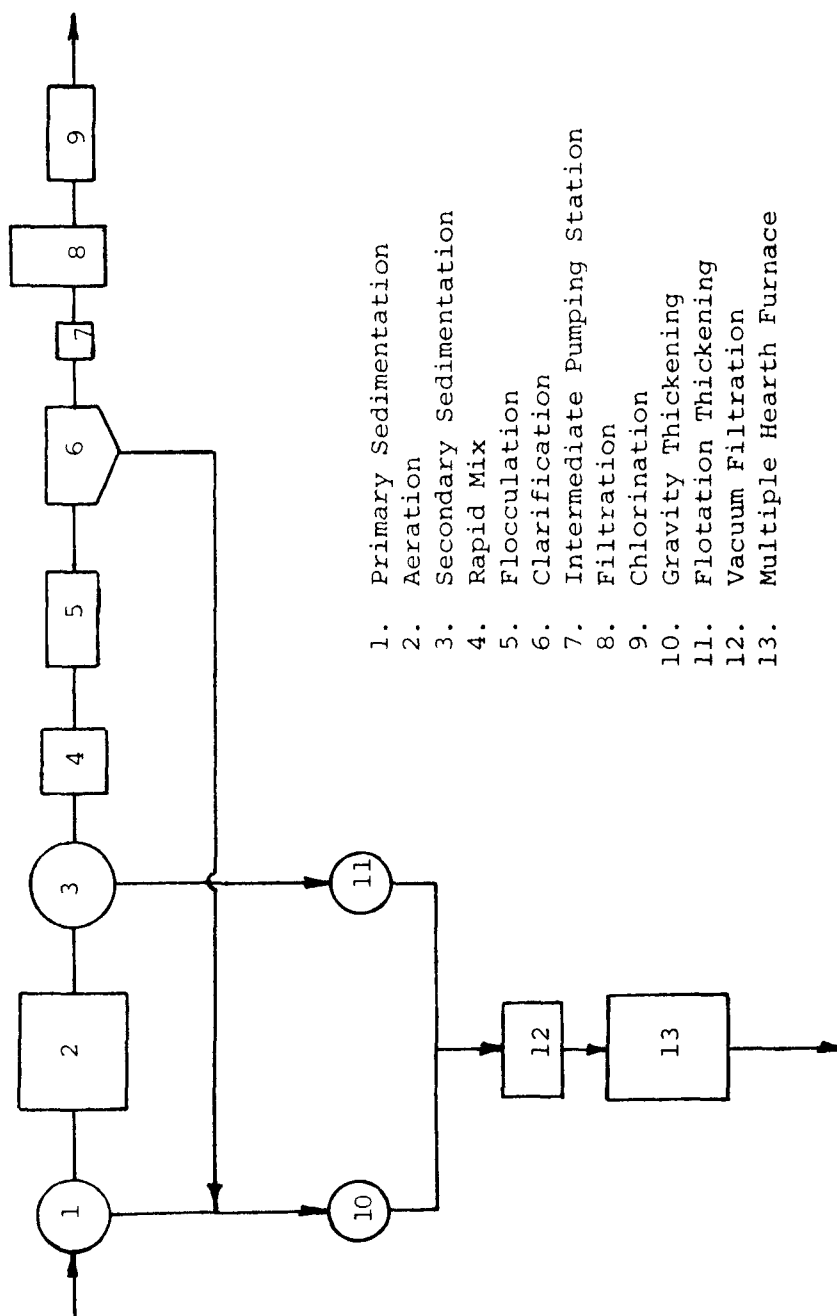 1
2
3
4
5
6
7
8
9
10
11
12
13
1. Primary Sedimentation
2. Aeration
3. Secondary Sedimentation
4. Rapid Mix
5. Flocculation
6. Clarification
7. Intermediate Pumping Station
8. Filtration
9. Chlorination
10. Gravity Thickening
11. Flotation Thickening
12. Vacuum Filtration
13. Multiple Hearth Furnace